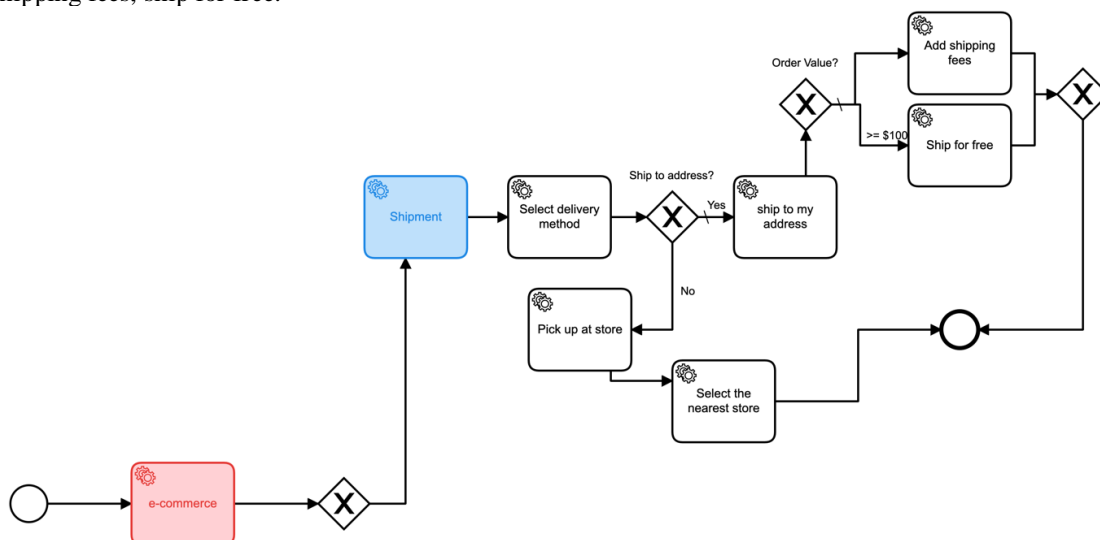 hipping fees, ship for free.
Add shipping
fees
Order Value?
>= $100
Ship for free
Ship to address?
Shipment
Select delivery
method
Yes
ship to my
address
No
Pick up at store
Select the
nearest store
e-commerce